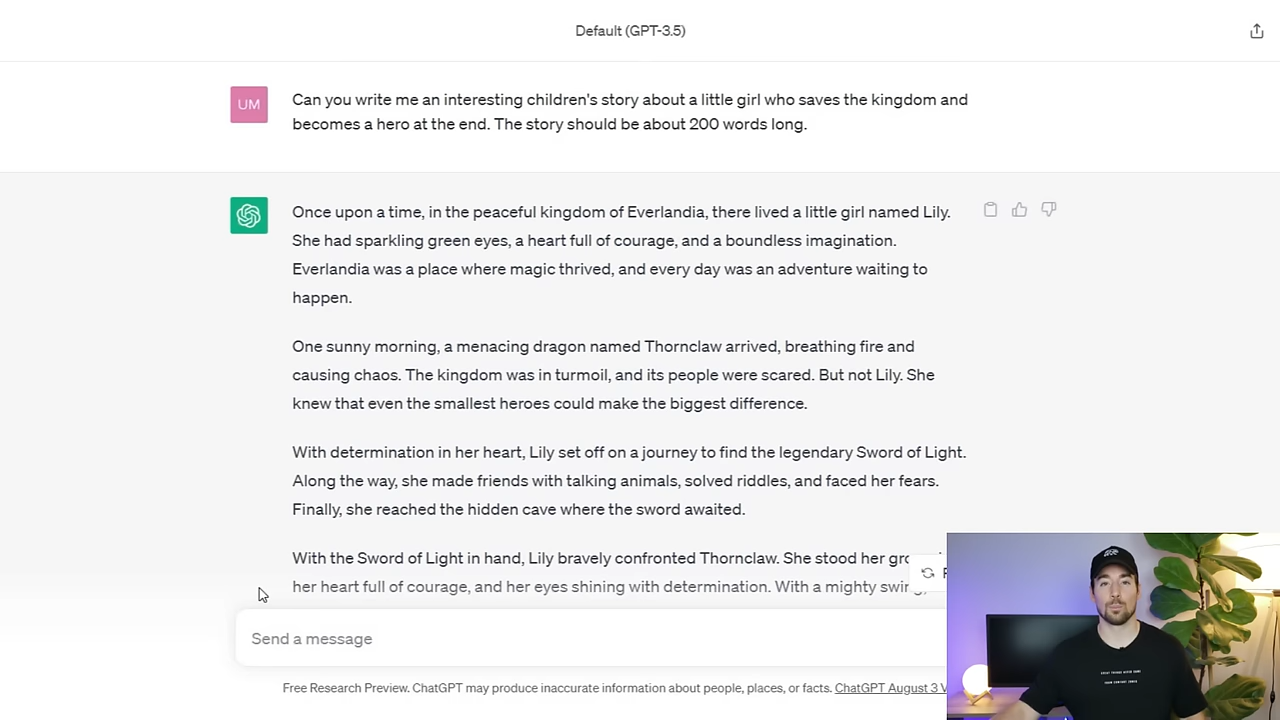 Default (GPT-3.5)
UM
Can you write me an interesting children's story about a little girl who saves the kingdom and
becomes a hero at the end. The story should be about 200 words long.
Once upon a time, in the peaceful kingdom of Everlandia, there lived a little girl named Lily.
She had sparkling green eyes, a heart full of courage, and a boundless imagination.
Everlandia was a place where magic thrived, and every day was an adventure waiting to
happen.
One sunny morning, a menacing dragon named Thornclaw arrived, breathing fire and
causing chaos. The kingdom was in turmoil, and its people were scared. But not Lily. She
knew that even the smallest heroes could make the biggest difference.
With determination in her heart, Lily set off on a journey to find the legendary Sword of Light.
Along the way, she made friends with talking animals, solved riddles, and faced her fears.
Finally, she reached the hidden cave where the sword awaited.
With the Sword of Light in hand, Lily bravely confronted Thornclaw. She stood her
her heart full of courage, and her eyes shining with determination. With a mighty
Send a message
Free Research Preview. ChatGPT may produce inaccurate information about people, places, or facts. ChatGPT August 3 V